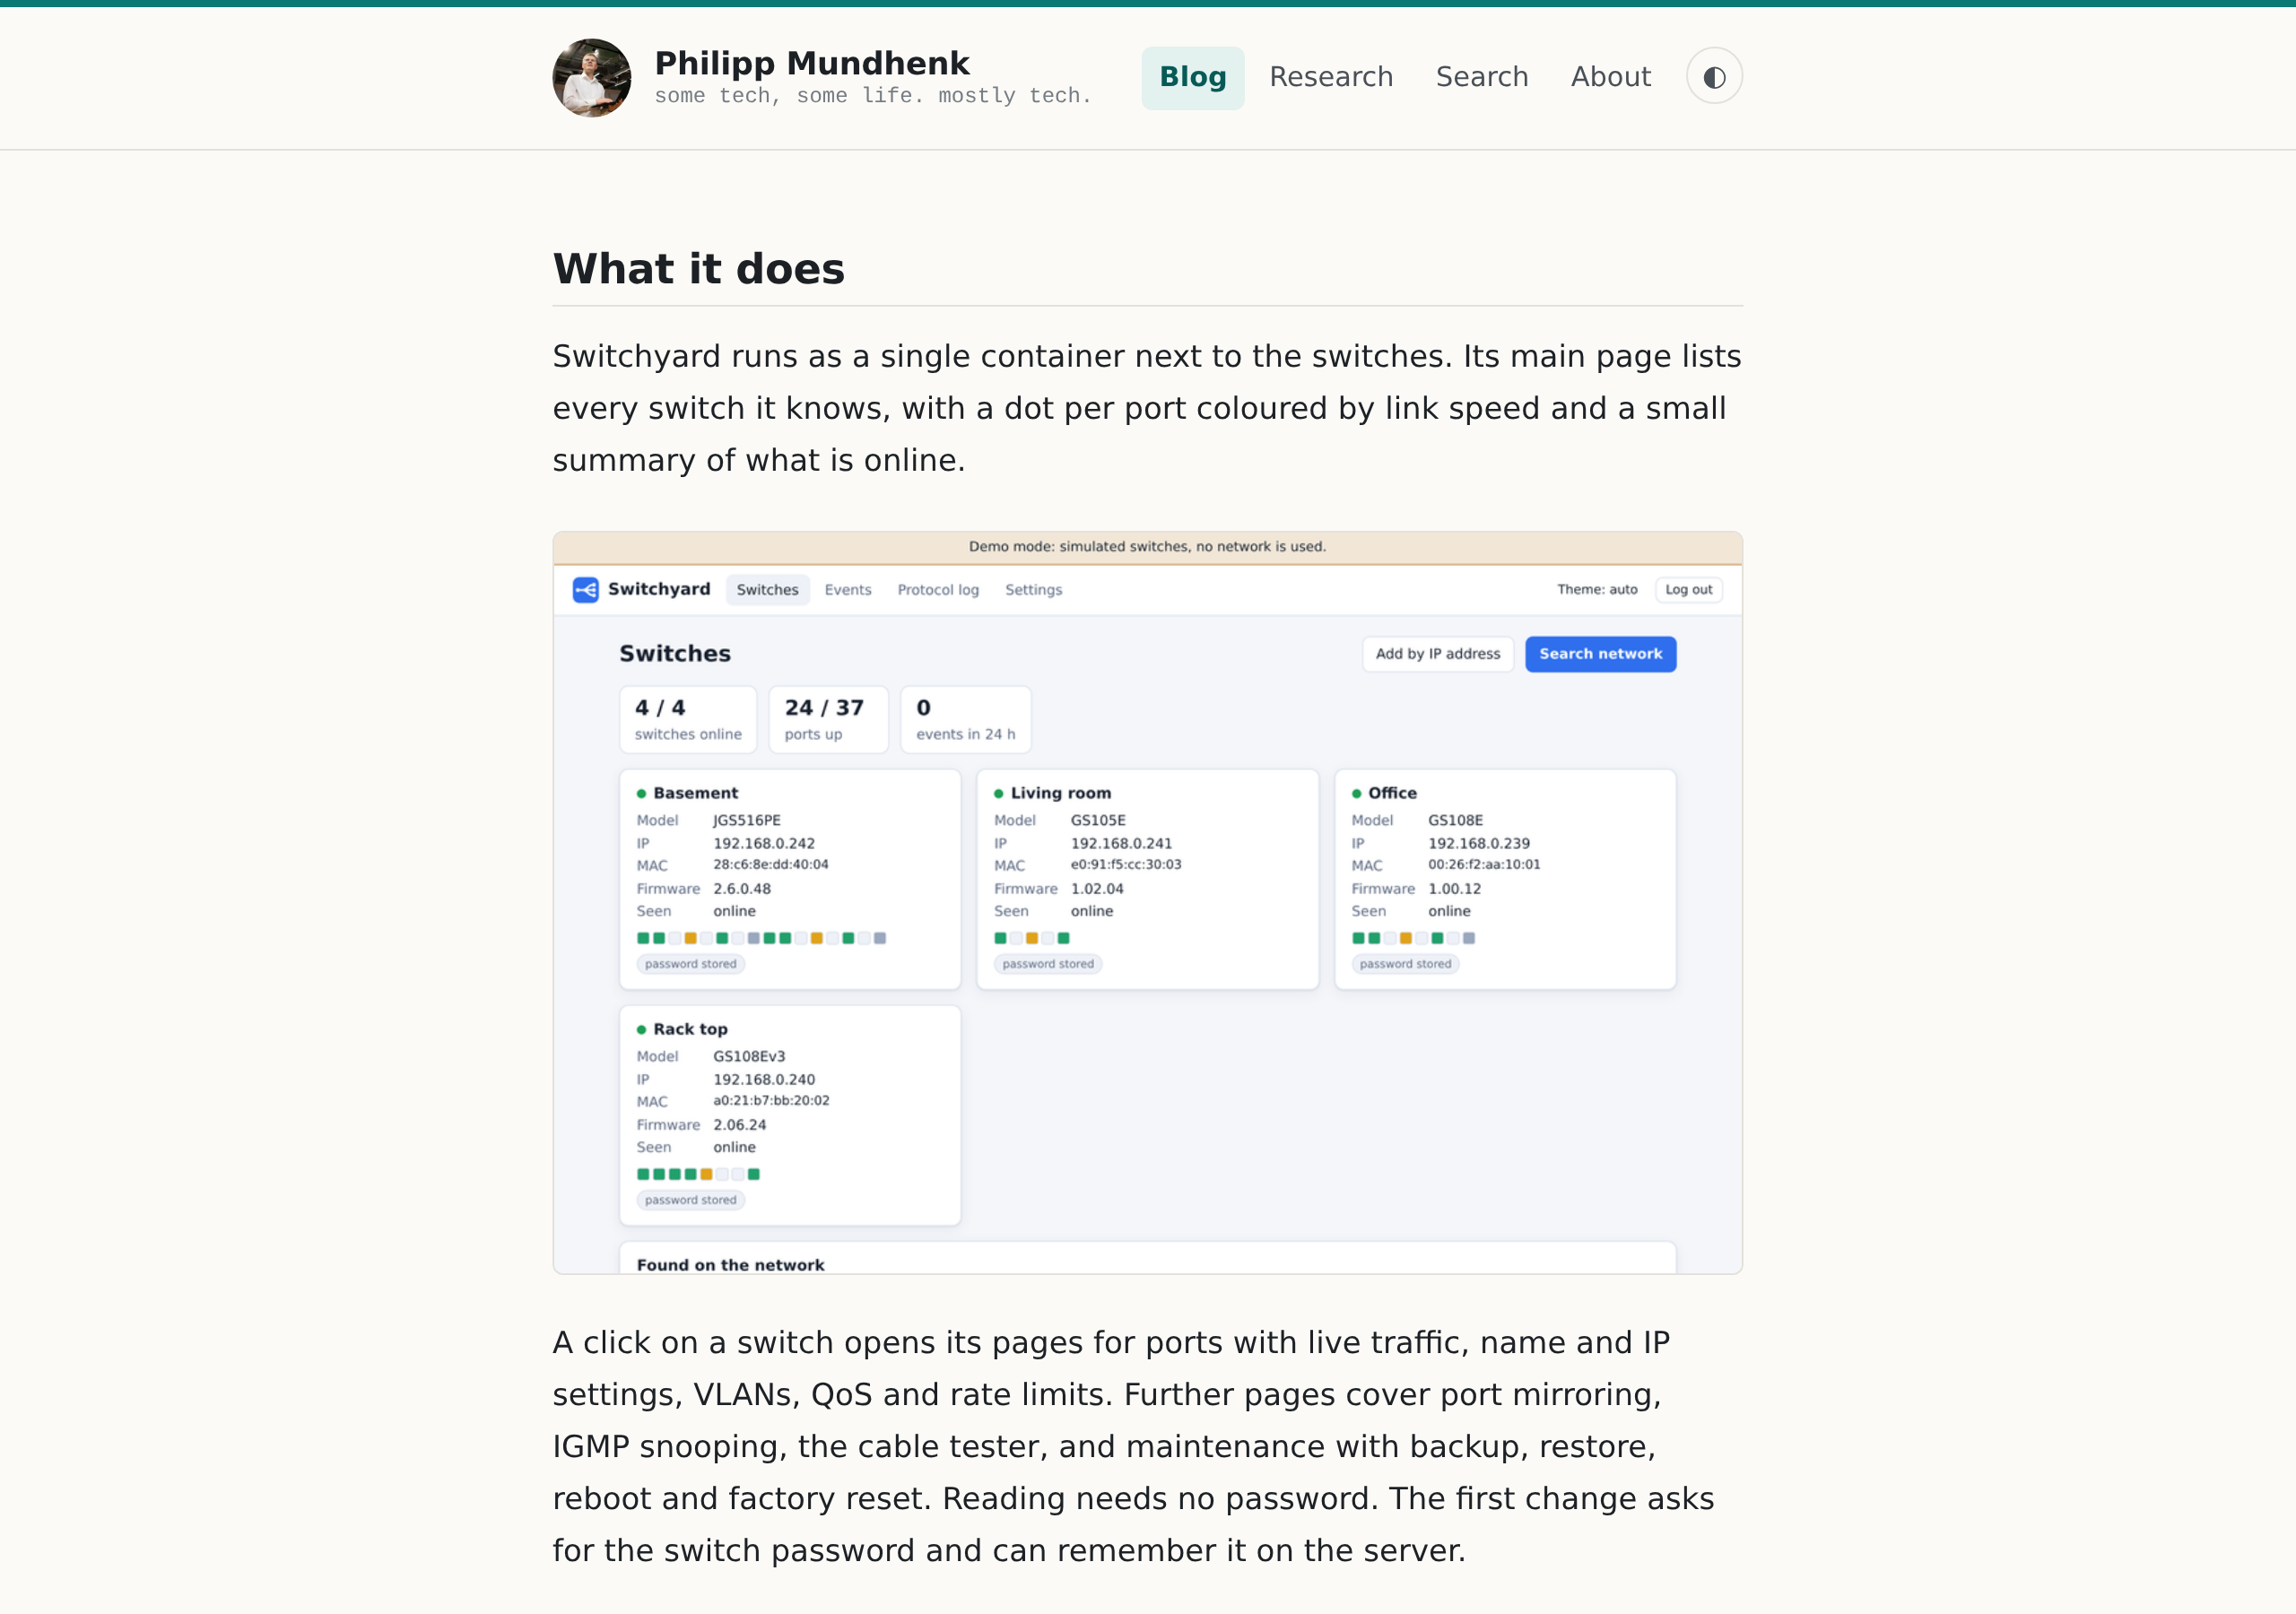 Philipp Mundhenk
some tech, some life. mostly tech.
Blog Research Search About
What it does
Switchyard runs as a single container next to the switches. Its main page lists
every switch it knows, with a dot per port coloured by link speed and a small
summary of what is online.
Demo mode: simulated switches, no network is used.
Switchyard Switches Events Protocol log Settings Theme: auto Log out
Switches Add by IP address Search network
4 / 4
switches online
24 / 37
ports up
0
events in 24 h
Basement
Model JGS516PE
IP 192.168.0.242
MAC 28:c6:8e:dd:40:04
Firmware 2.6.0.48
Seen online
password stored
Living room
Model GS105E
IP 192.168.0.241
MAC e0:91:f5:cc:30:03
Firmware 1.02.04
Seen online
password stored
Office
Model GS108E
IP 192.168.0.239
MAC 00:26:f2:aa:10:01
Firmware 1.00.12
Seen online
password stored
Rack top
Model GS108Ev3
IP 192.168.0.240
MAC a0:21:b7:bb:20:02
Firmware 2.06.24
Seen online
password stored
Found on the network
A click on a switch opens its pages for ports with live traffic, name and IP
settings, VLANs, QoS and rate limits. Further pages cover port mirroring,
IGMP snooping, the cable tester, and maintenance with backup, restore,
reboot and factory reset. Reading needs no password. The first change asks
for the switch password and can remember it on the server.